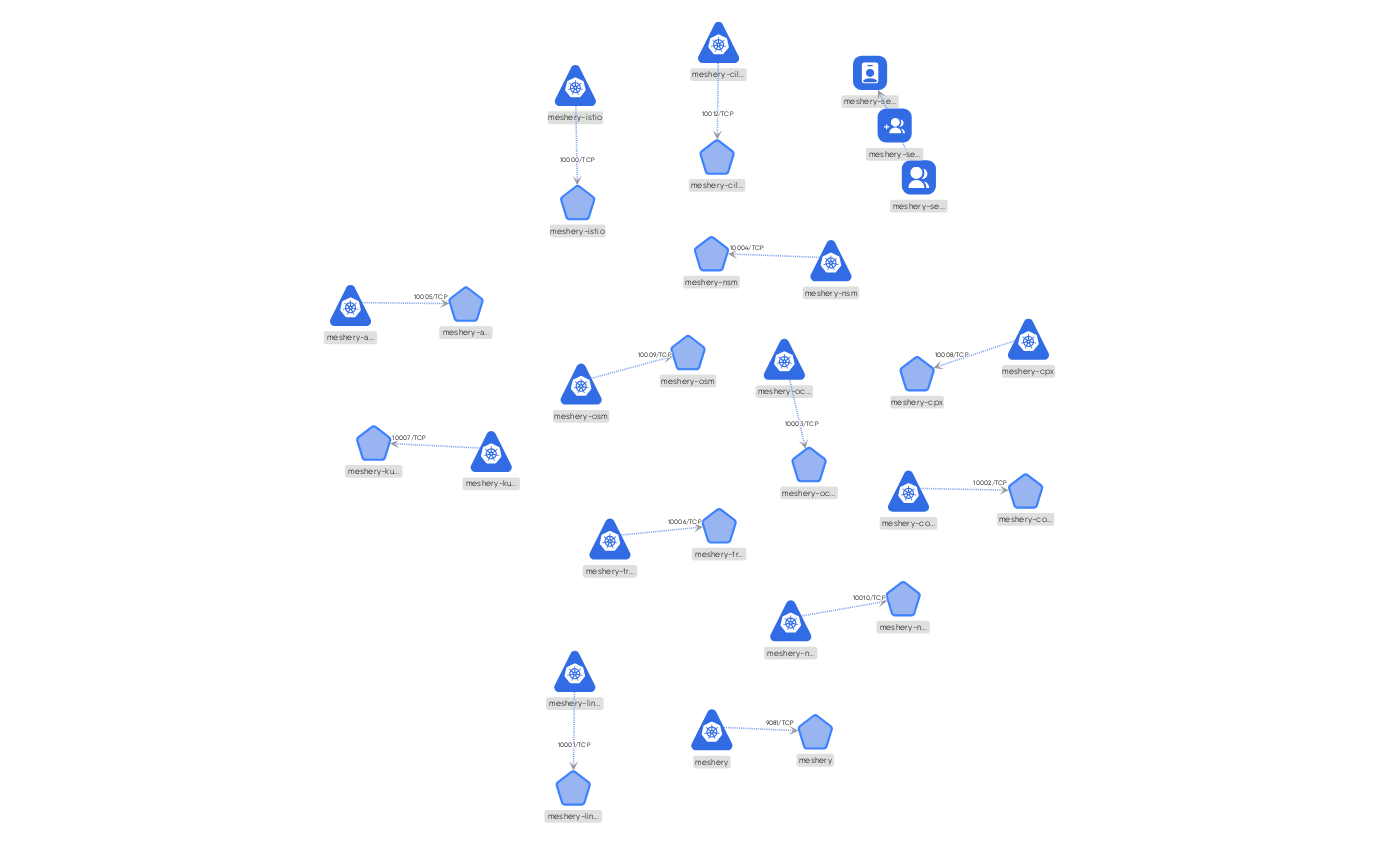 meshery-cil...
meshery-se...
meshery-istio
10012/TCP
meshery-se...
10000/TCP
meshery-cil...
meshery-se...
meshery-istio
10004/TCP
meshery-nsm
meshery-nsm
10005/TCP
meshery-a...
meshery-a...
10009/TCP
10008/TCP
meshery-osm
meshery-cpx
meshery-oc...
meshery-cpx
meshery-osm
10003/TCP
10007/TCP
meshery-ku...
meshery-ku...
10002/TCP
meshery-oc...
meshery-co...
meshery-co...
10006/TCP
meshery-tr...
meshery-tr...
10010/TCP
meshery-n...
meshery-n...
meshery-lin...
9081/TCP
10001/TCP
meshery
meshery
meshery-lin...